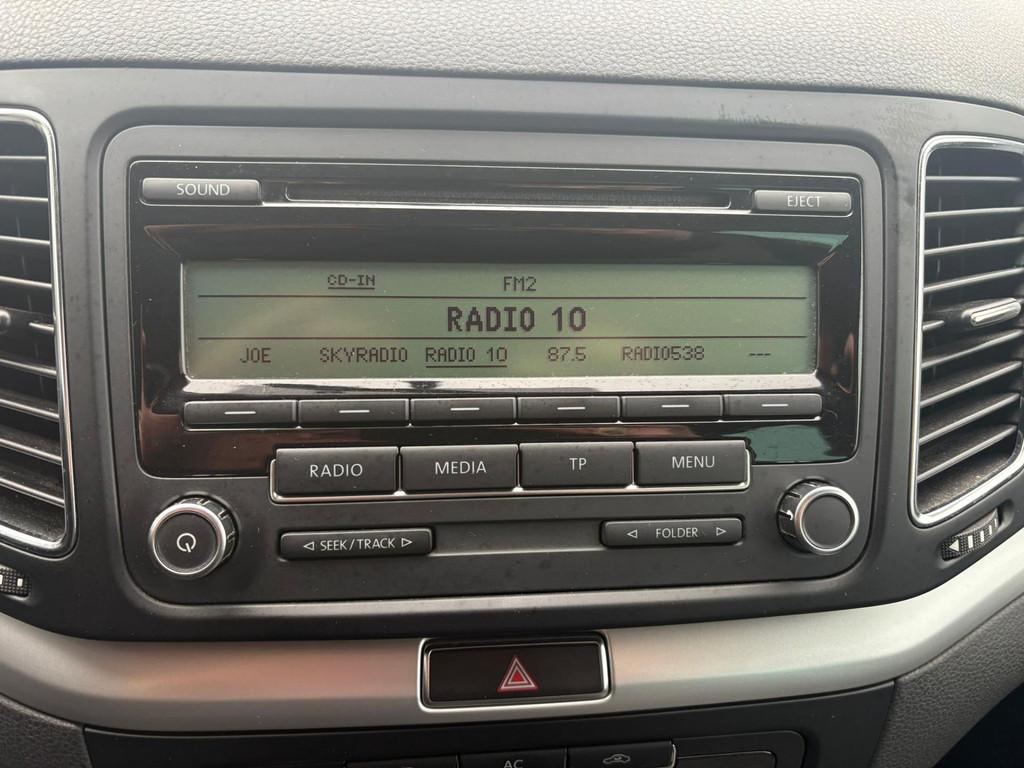 SOUND EJECT
CD-IN FM2
RADIO 10
JOE SKYRADIO RADIO 10 87.5 RADIO538 ---
RADIO MEDIA TP MENU
SEEK/TRACK FOLDER
AC